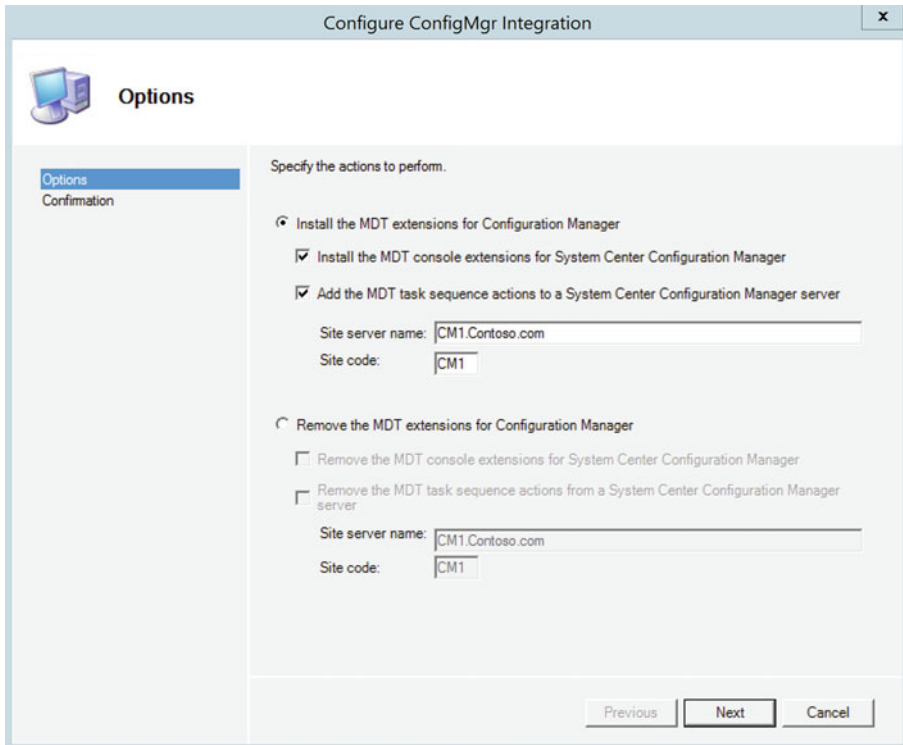 Configure ConfigMgr Integration
x
Options
Options
Confirmation
Specify the actions to perform.
Install the MDT extensions for Configuration Manager
Install the MDT console extensions for System Center Configuration Manager
Add the MDT task sequence actions to a System Center Configuration Manager server
Site server name: CM1.Contoso.com
Site code: CM1
Remove the MDT extensions for Configuration Manager
Remove the MDT console extensions for System Center Configuration Manager
Remove the MDT task sequence actions from a System Center Configuration Manager
server
Site server name: CM1.Contoso.com
Site code: CM1
Previous Next Cancel